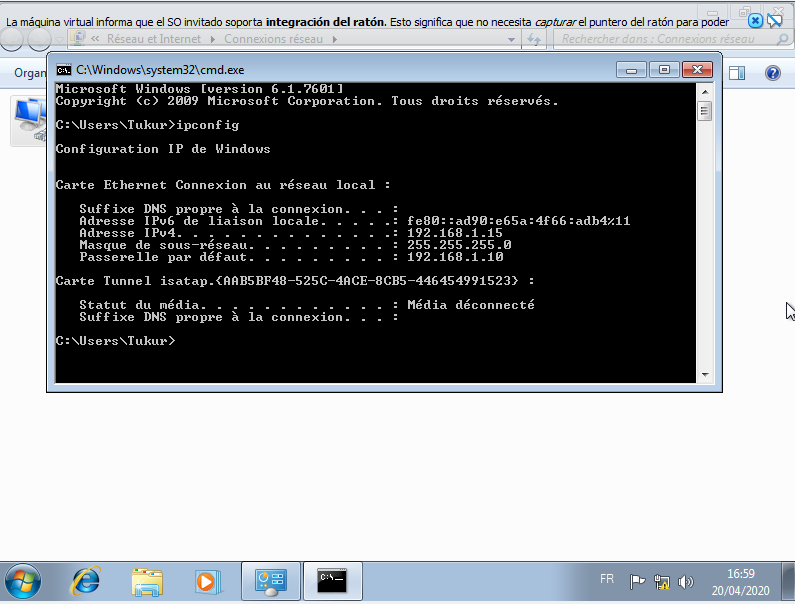 La máquina virtual informa que el SO invitado soporta integración del ratón. Esto significa que no necesita capturar el puntero del ratón para poder
« Réseau et Internet ▸ Connexions réseau ▸
Rechercher dans : Connexions réseau
Organ
C:\Windows\system32\cmd.exe
Microsoft Windows [version 6.1.7601]
Copyright (c) 2009 Microsoft Corporation. Tous droits réservés.
C:\Users\Tukur>ipconfig
Configuration IP de Windows
Carte Ethernet Connexion au réseau local :
Suffixe DNS propre à la connexion. . . :
Adresse IPv6 de liaison locale. . . . .: fe80::ad90:e65a:4f66:adb4%11
Adresse IPv4. . . . . . . . . . . . . .: 192.168.1.15
Masque de sous-réseau. . . . . . . . . : 255.255.255.0
Passerelle par défaut. . . . . . . . . : 192.168.1.10
Carte Tunnel isatap.{AAB5BF48-525C-4ACE-8CB5-446454991523} :
Statut du média. . . . . . . . . . . . : Média déconnecté
Suffixe DNS propre à la connexion. . . :
C:\Users\Tukur>
FR
16:59
20/04/2020